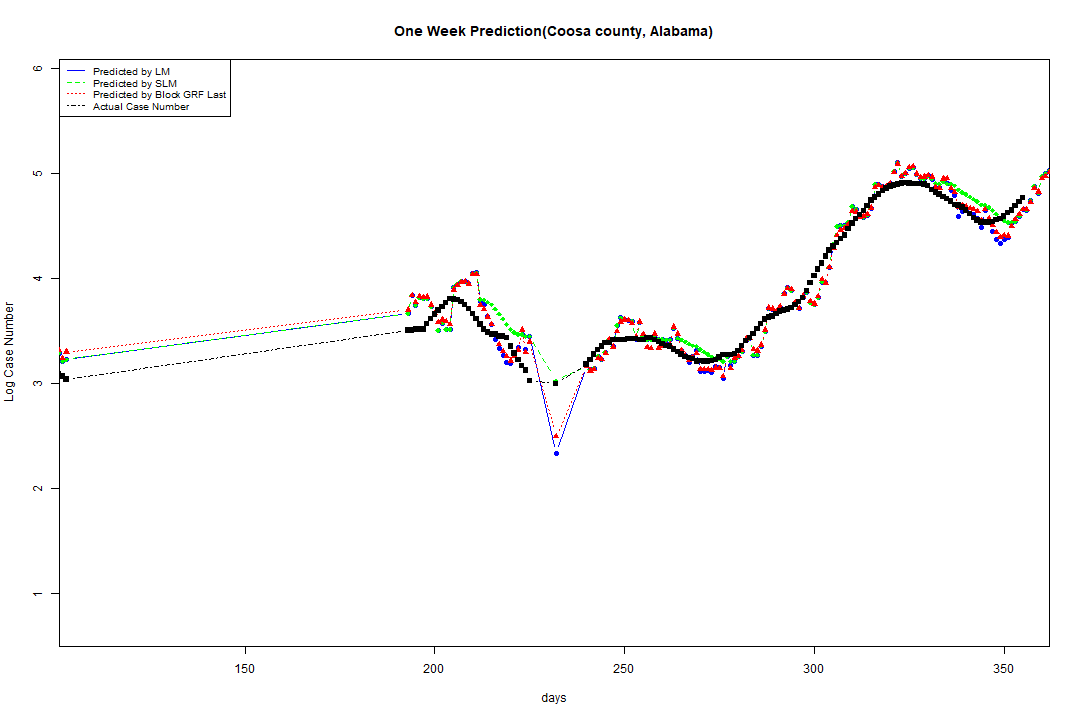 One Week Prediction(Coosa county, Alabama)
Predicted by LM
Predicted by SLM
Predicted by Block GRF Last
Actual Case Number
6
5
4
3
2
1
Log Case Number
150 200 250 300 350
days